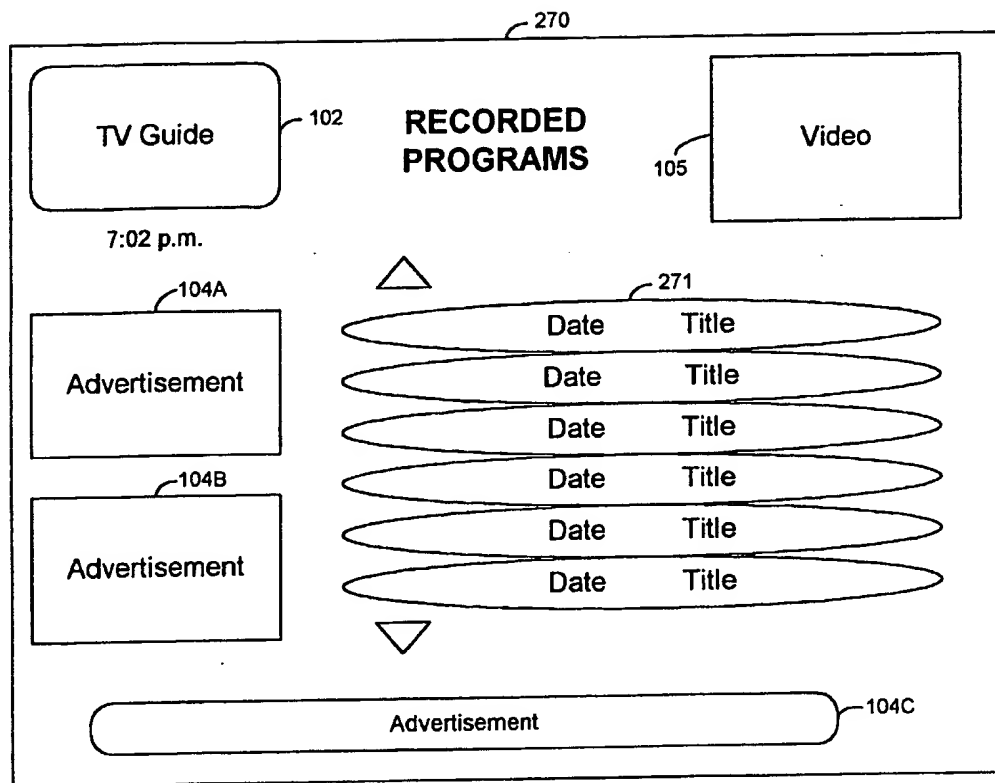 270
TV Guide
102
RECORDED
PROGRAMS
105
Video
7:02 p.m.
104A
Advertisement
271
Date Title
Date Title
Date Title
Date Title
Date Title
Date Title
104B
Advertisement
Advertisement
104C